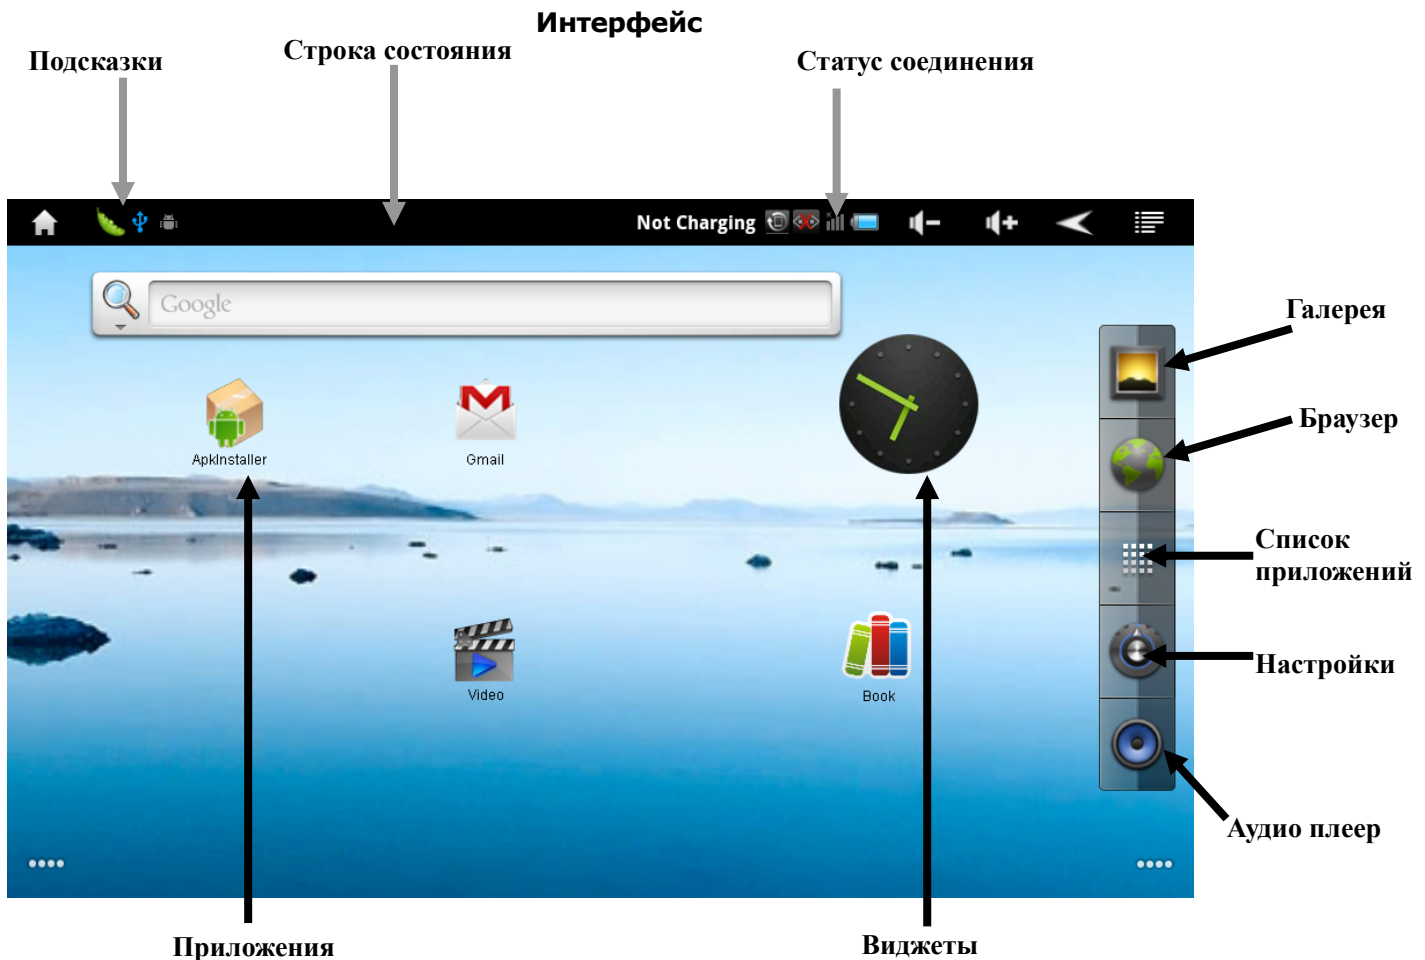 Интерфейс
Строка состояния
Подсказки
Статус соединения
Not Charging
Google
Галерея
ApkInstaller
Gmail
Браузер
Список
приложений
Video
Book
Настройки
Аудио плеер
Приложения
Виджеты